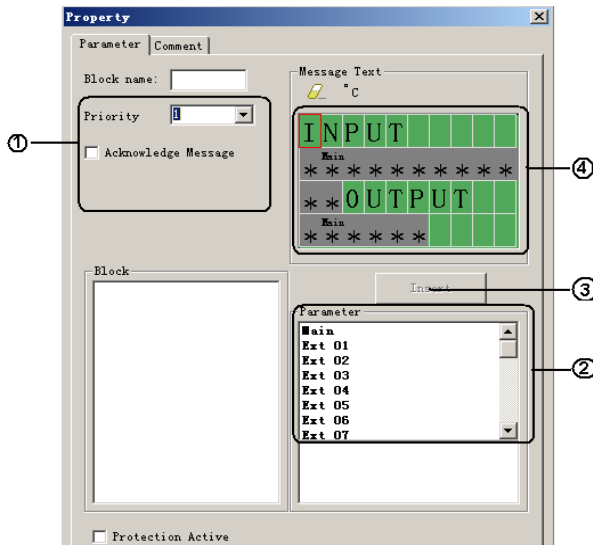 Property
Parameter
Comment
Block name:
Message Text
°C
Priority
1
①
Acknowledge Message
INPUT
Main
* * * * * * * * * *
* * OUTPUT
Main
* * * * * *
④
Block
Insert
③
Parameter
Main
Ext 01
Ext 02
Ext 03
Ext 04
Ext 05
Ext 06
Ext 07
②
Protection Active